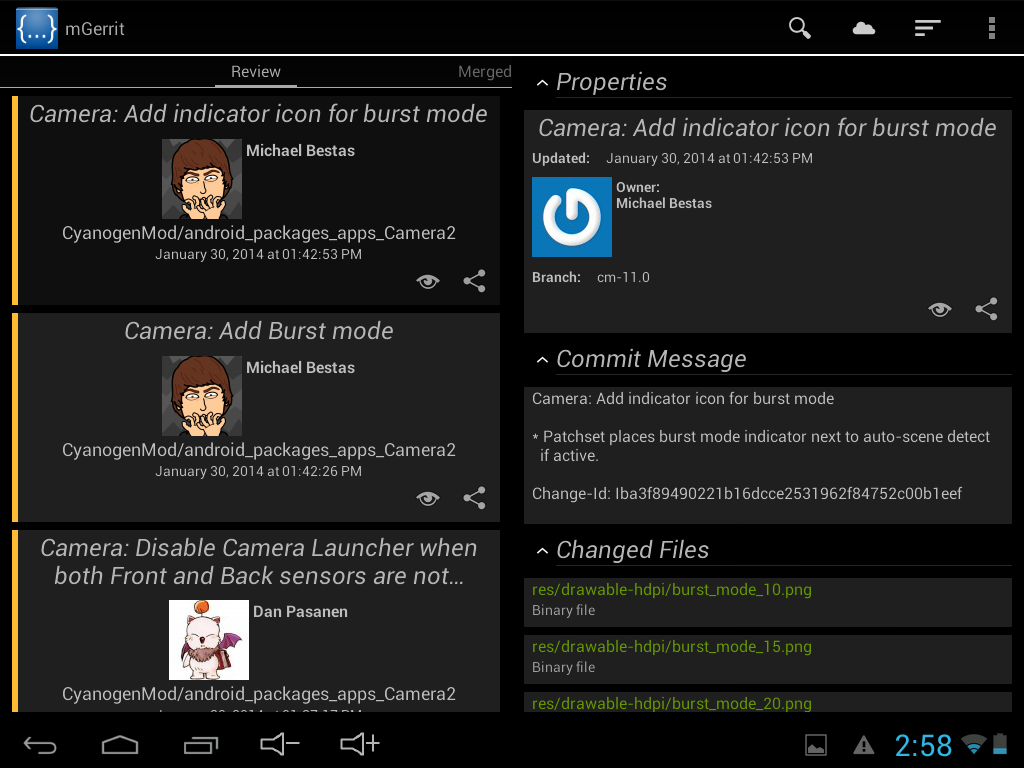 {...}
mGerrit
Review
Merged
Camera: Add indicator icon for burst mode
Michael Bestas
CyanogenMod/android_packages_apps_Camera2
January 30, 2014 at 01:42:53 PM
Camera: Add Burst mode
Michael Bestas
CyanogenMod/android_packages_apps_Camera2
January 30, 2014 at 01:42:26 PM
Camera: Disable Camera Launcher when
both Front and Back sensors are not...
Dan Pasanen
CyanogenMod/android_packages_apps_Camera2
Properties
Camera: Add indicator icon for burst mode
Updated: January 30, 2014 at 01:42:53 PM
Owner:
Michael Bestas
Branch: cm-11.0
Commit Message
Camera: Add indicator icon for burst mode
* Patchset places burst mode indicator next to auto-scene detect
if active.
Change-Id: Iba3f89490221b16dcce2531962f84752c00b1eef
Changed Files
res/drawable-hdpi/burst_mode_10.png
Binary file
res/drawable-hdpi/burst_mode_15.png
Binary file
res/drawable-hdpi/burst_mode_20.png
2:58